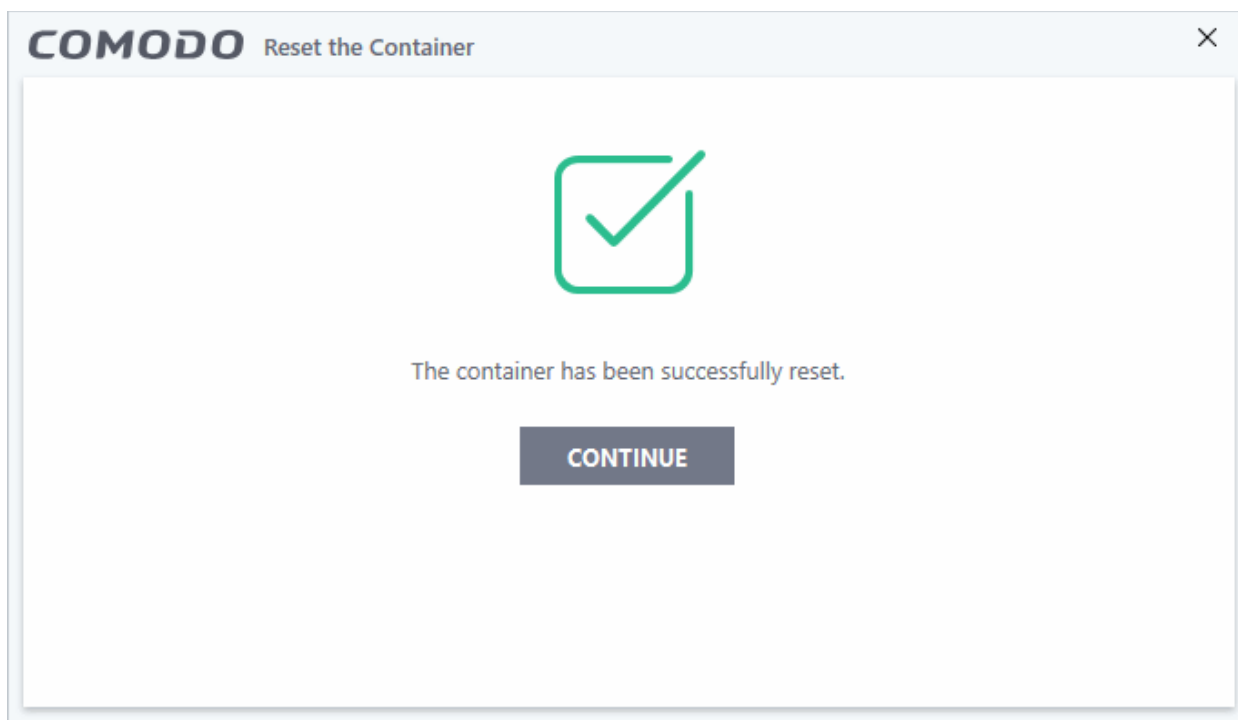 COMODO Reset the Container
The container has been successfully reset.
CONTINUE